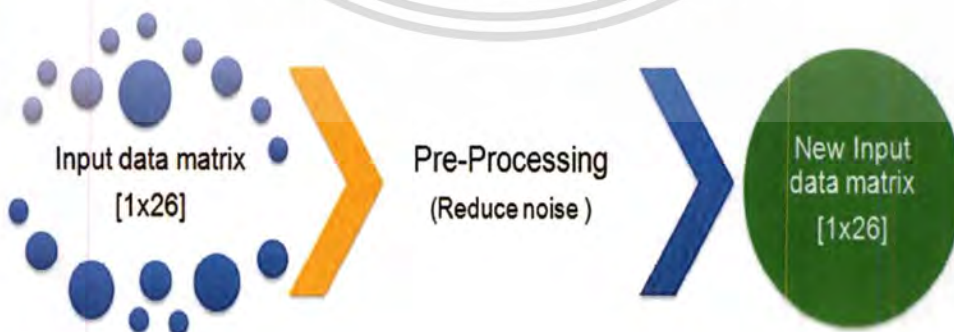 Input data matrix
[1x26]
Pre-Processing
(Reduce noise )
New Input
data matrix
[1x26]